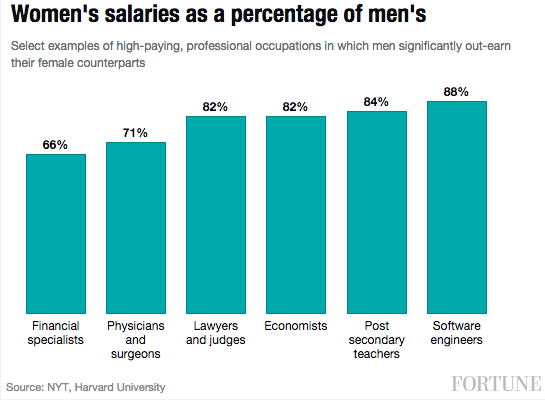 Women's salaries as a percentage of men's
Select examples of high-paying, professional occupations in which men significantly out-earn
their female counterparts
66%
71%
82%
82%
84%
88%
Financial
specialists
Physicians
and
surgeons
Lawyers
and judges
Economists
Post
secondary
teachers
Software
engineers
Source: NYT, Harvard University
FORTUNE